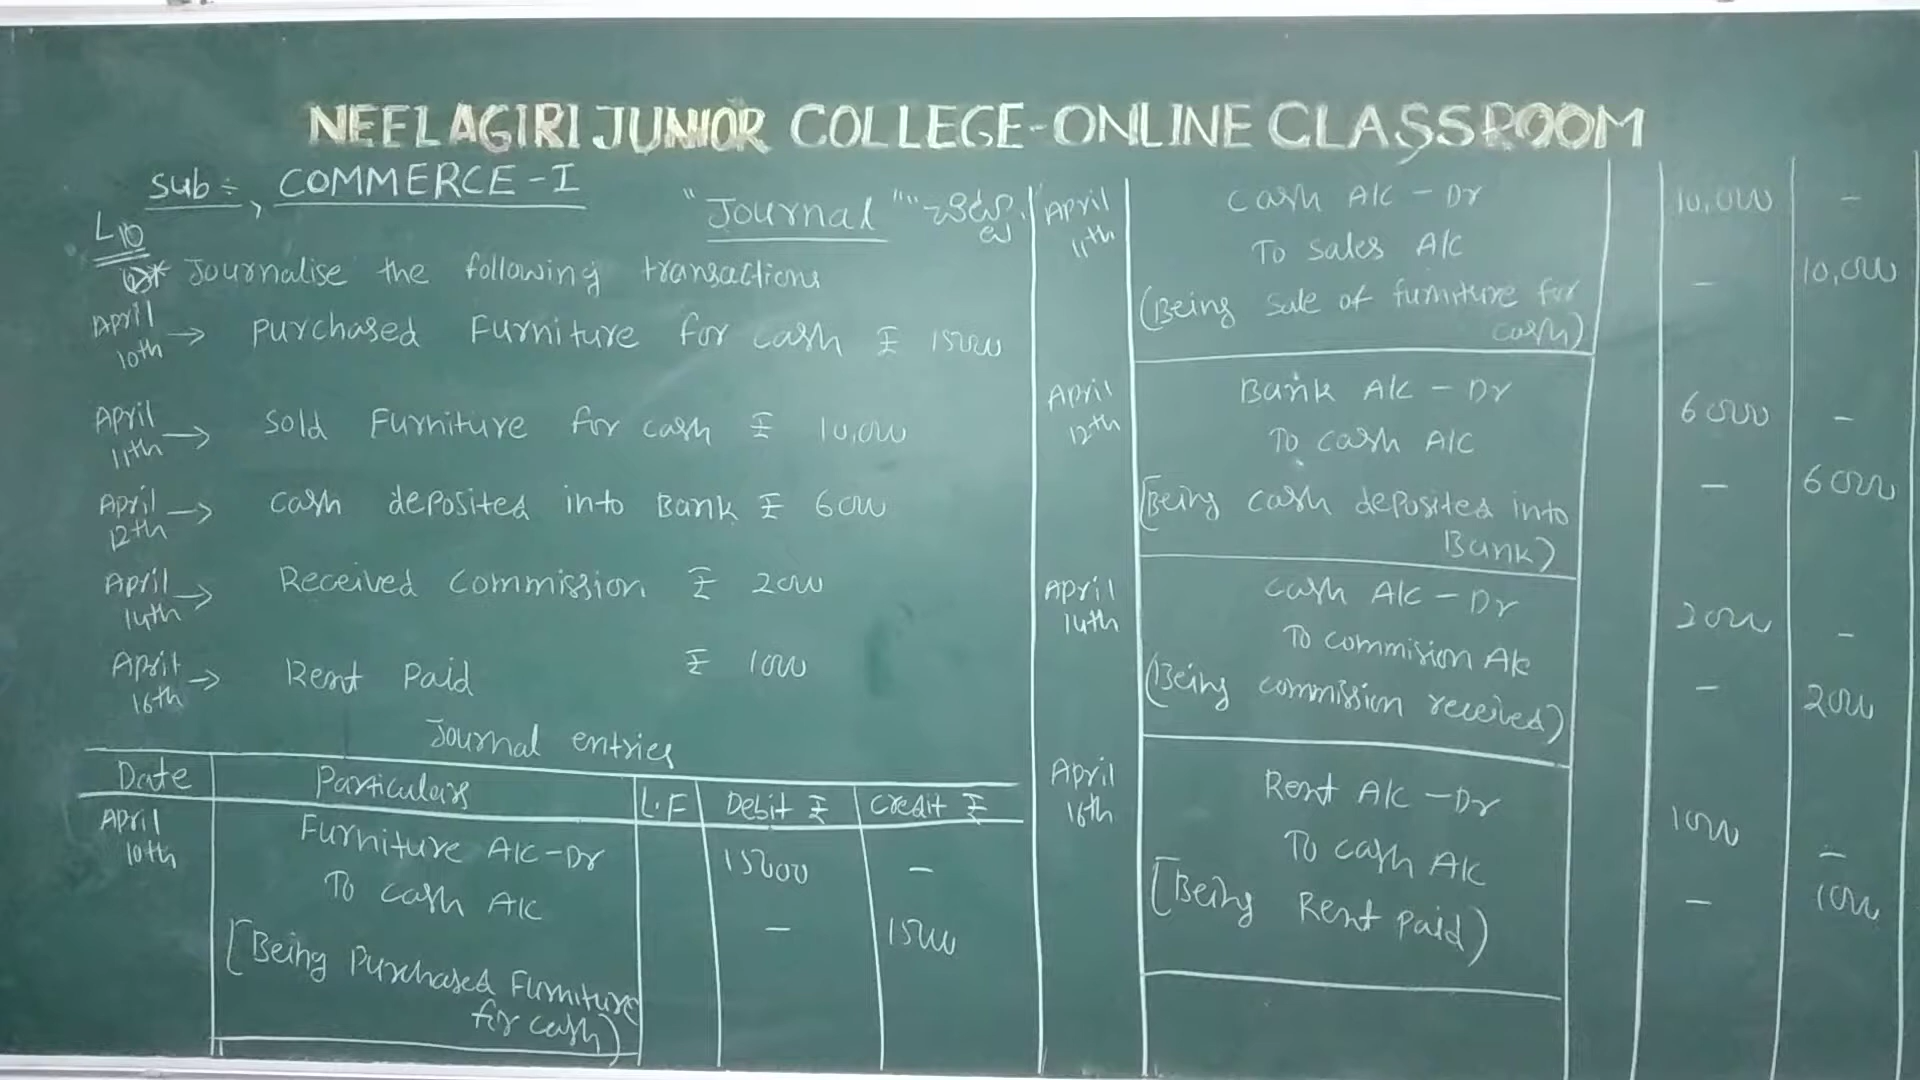 NEELAGIRI JUNIOR COLLEGE-ONLINE CLASSROOM
Sub:- COMMERCE-I
"Journal"
L10
Journalise the following transactions
April 10th → Purchased Furniture for cash ₹ 15000
April 11th → Sold Furniture for cash ₹ 10,000
April 12th → Cash deposited into Bank ₹ 6000
April 14th → Received Commission ₹ 2000
April 16th → Rent Paid ₹ 1000
Journal entries
Date Particulars L.F Debit ₹ Credit ₹
April 10th Furniture A/c-Dr 15000 -
To cash A/c - 15000
[Being Purchased Furniture
for cash)
April 11th Cash A/c - Dr 10,000 -
To sales A/c - 10,000
(Being sale of furniture for
cash)
April 12th Bank A/c - Dr 6000 -
To cash A/c - 6000
[Being cash deposited into
Bank)
April 14th Cash A/c - Dr 2000 -
To commision A/c - 2000
(Being commission received)
April 16th Rent A/c - Dr 1000 -
To cash A/c - 1000
[Being Rent Paid)